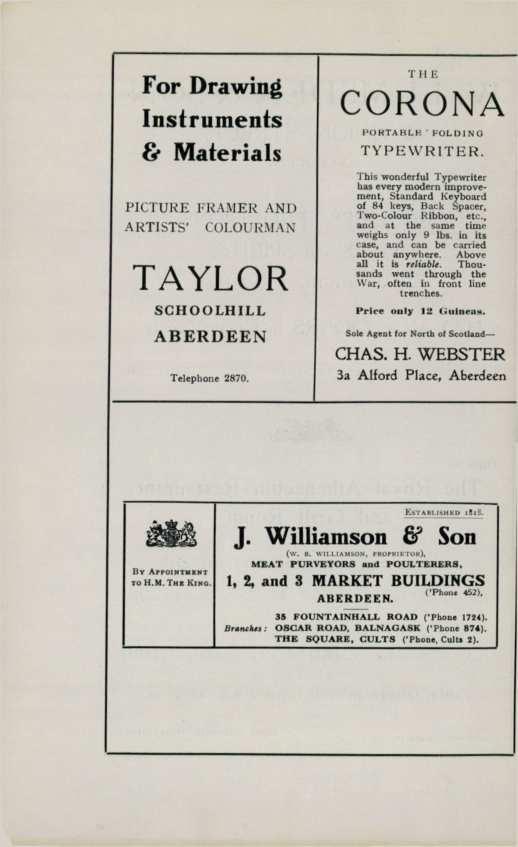 For Drawing
Instruments
& Materials
PICTURE FRAMER AND
ARTISTS' COLOURMAN
TAYLOR
SCHOOLHILL
ABERDEEN
Telephone 2870.
THE
CORONA
PORTABLE FOLDING
TYPEWRITER.
This wonderful Typewriter
has every modern improve-
ment, Standard Keyboard
of 84 keys, Back Spacer,
Two-Colour Ribbon, etc.,
and at the same time
weighs only 9 lbs. in its
case, and can be carried
about anywhere. Above
all it is reliable. Thou-
sands went through the
War, often in front line
trenches.
Price only 12 Guineas.
Sole Agent for North of Scotland—
CHAS. H. WEBSTER
3a Alford Place, Aberdeen
BY APPOINTMENT
TO H.M. THE KING.
ESTABLISHED
J. Williamson & Son
(W. B. WILLIAMSON, PROPRIETOR),
MEAT PURVEYORS and POULTERERS,
1, 2, and 3 MARKET BUILDINGS
ABERDEEN. ('Phone 452),
35 FOUNTAINHALL ROAD ('Phone 1724).
Branches: OSCAR ROAD, BALNAGASK ('Phone 874).
THE SQUARE, CULTS ('Phone, Cults 2).